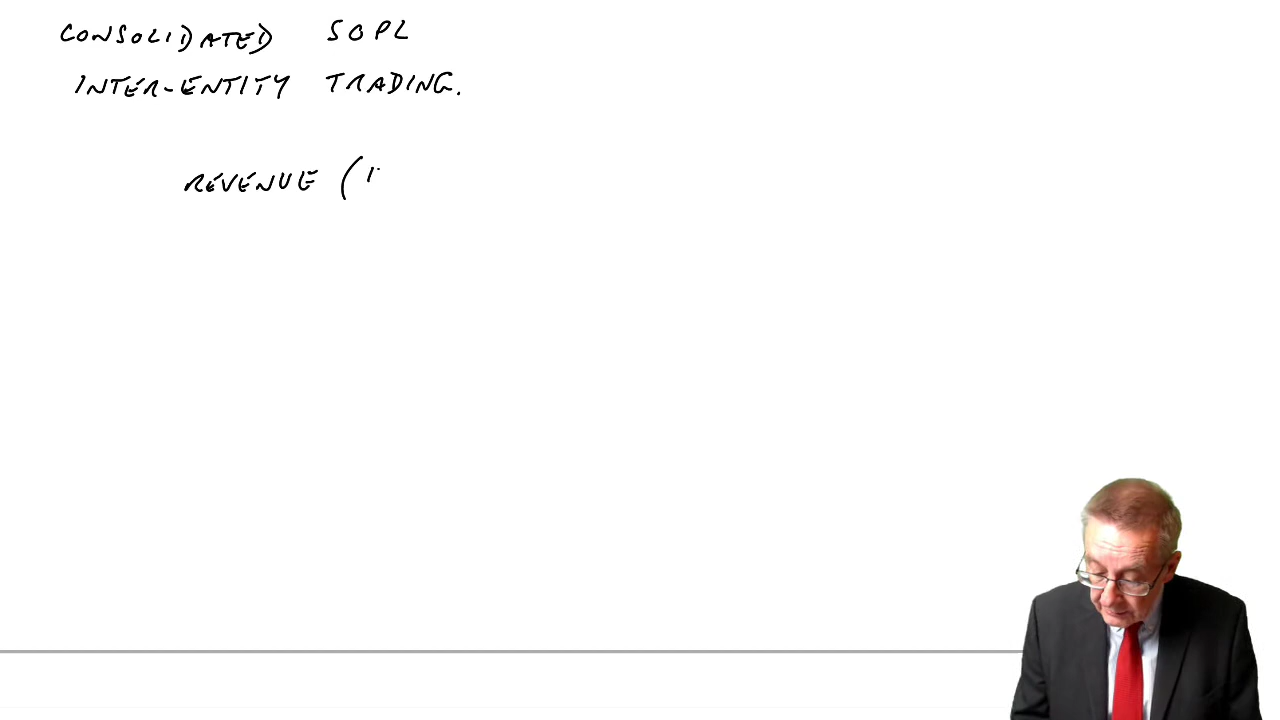 CONSOLIDATED SOPL
INTER-ENTITY TRADING.
REVENUE (